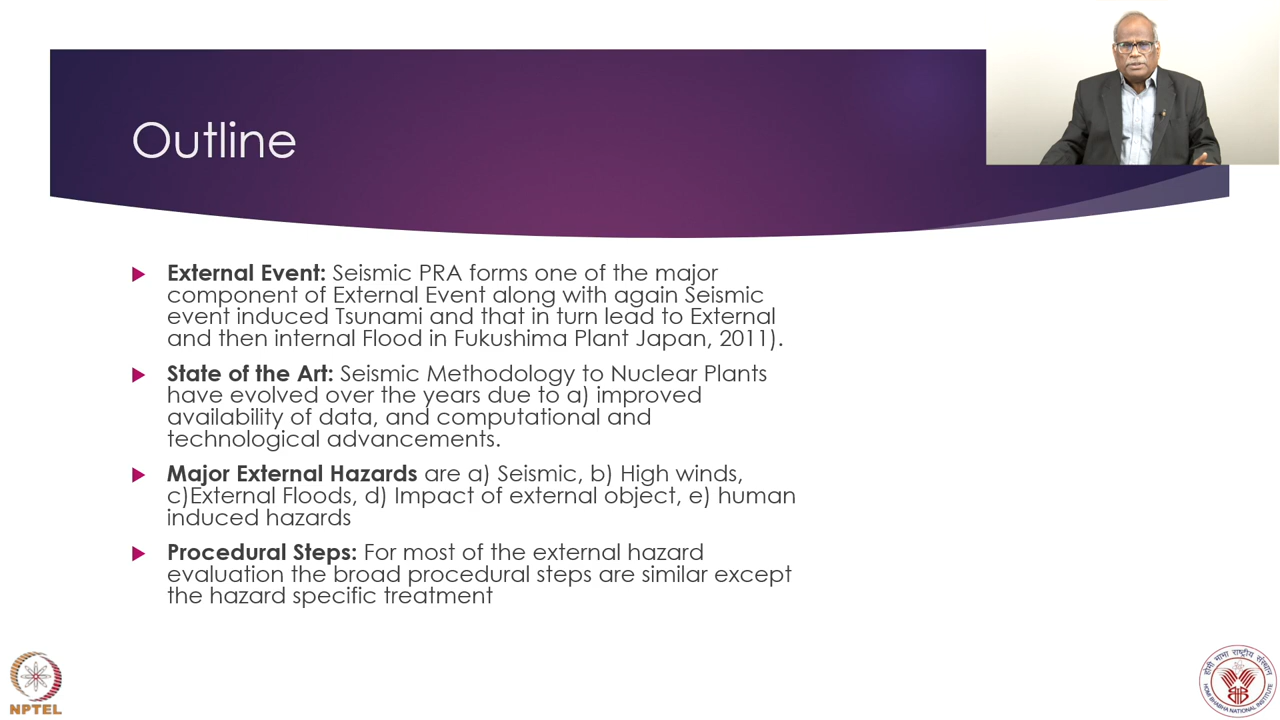 Outline
External Event: Seismic PRA forms one of the major
component of External Event along with again Seismic
event induced Tsunami and that in turn lead to External
and then internal Flood in Fukushima Plant Japan, 2011).
State of the Art: Seismic Methodology to Nuclear Plants
have evolved over the years due to a) improved
availability of data, and computational and
technological advancements.
Major External Hazards are a) Seismic, b) High winds,
c)External Floods, d) Impact of external object, e) human
induced hazards
Procedural Steps: For most of the external hazard
evaluation the broad procedural steps are similar except
the hazard specific treatment
NPTEL
होमी भाभा राष्ट्रीय संस्थान
HOMI BHABHA NATIONAL INSTITUTE